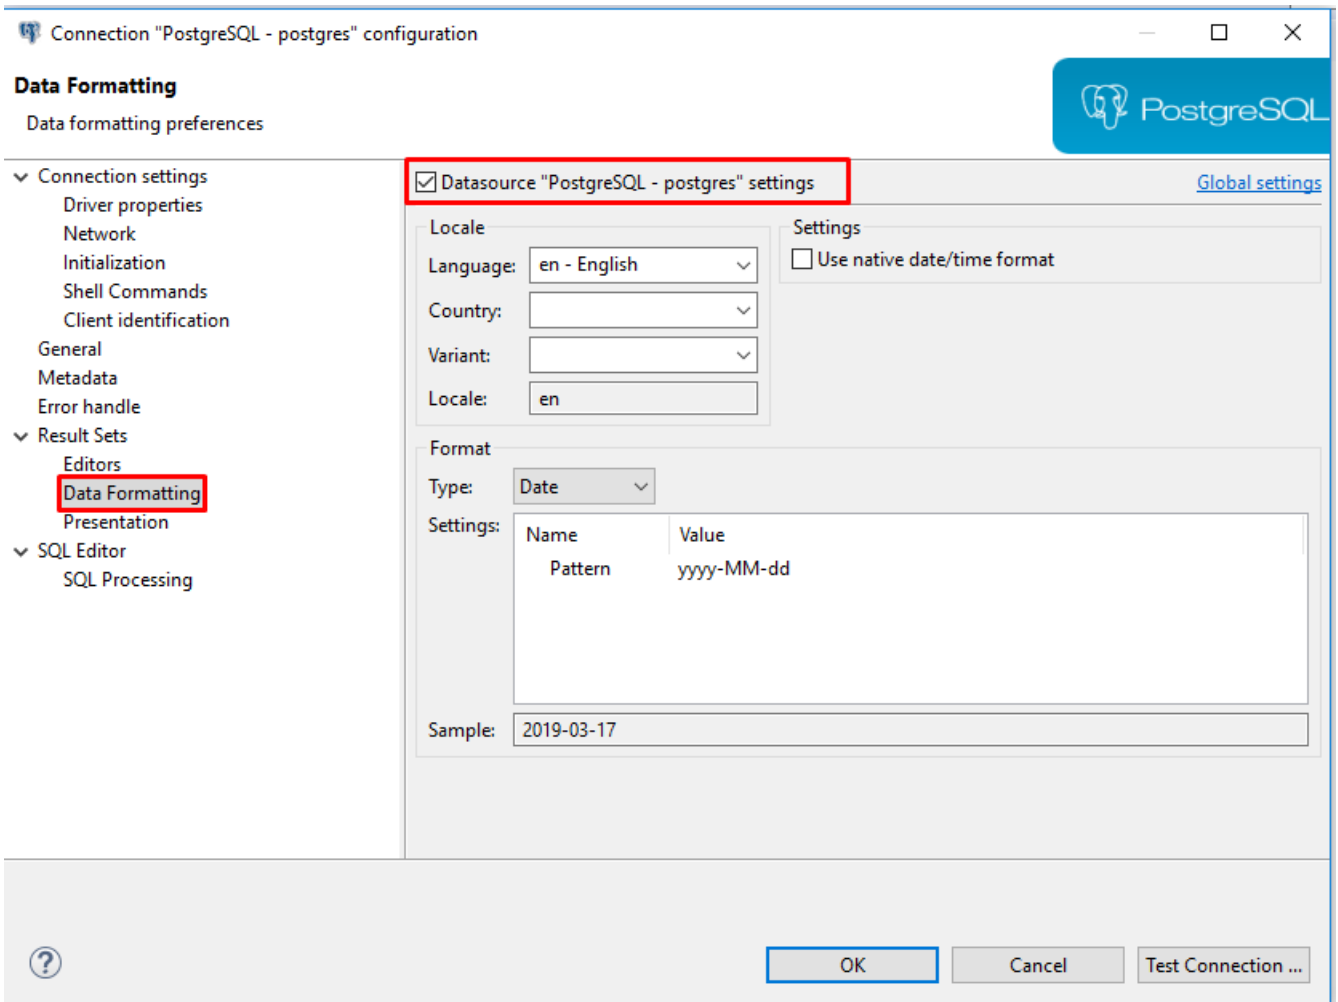 Connection "PostgreSQL - postgres" configuration
Data Formatting
Data formatting preferences
PostgreSQL
Connection settings
Driver properties
Network
Initialization
Shell Commands
Client identification
General
Metadata
Error handle
Result Sets
Editors
Data Formatting
Presentation
SQL Editor
SQL Processing
Datasource "PostgreSQL - postgres" settings
Global settings
Locale
Language: en - English
Country:
Variant:
Locale: en
Settings
Use native date/time format
Format
Type: Date
Settings:
Name Value
Pattern yyyy-MM-dd
Sample: 2019-03-17
?
OK Cancel Test Connection ...